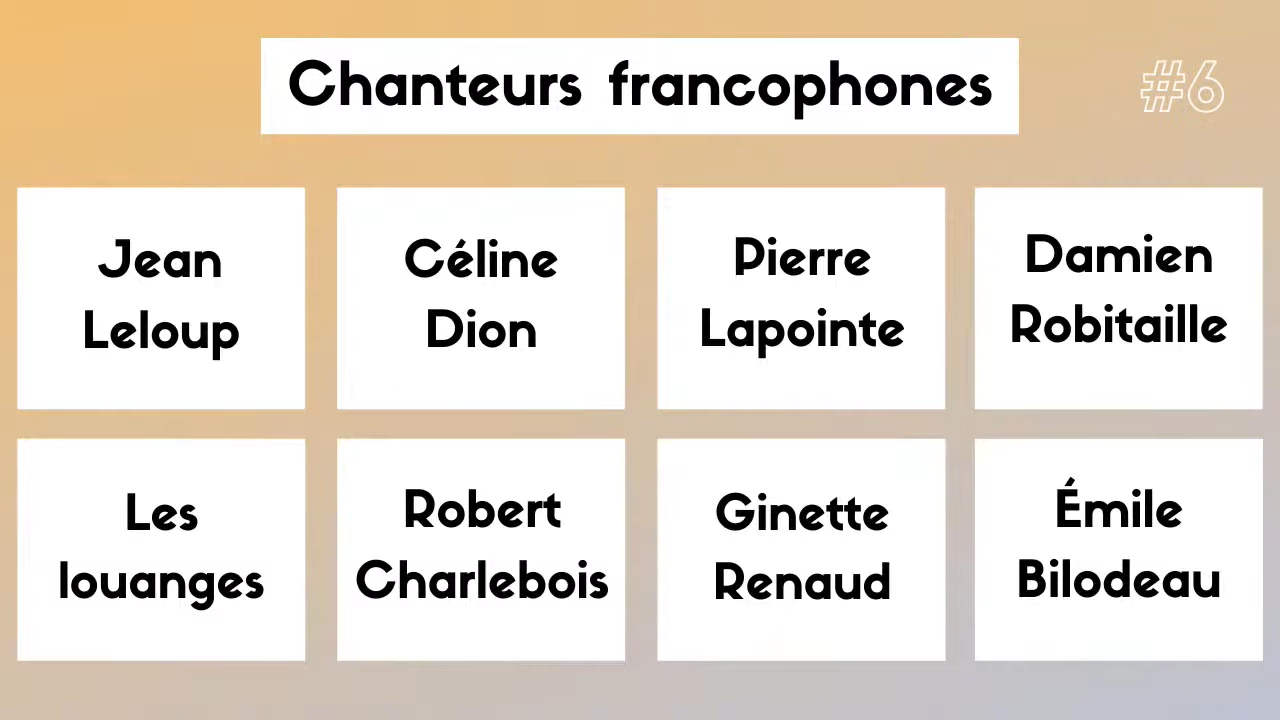 Chanteurs francophones
#6
Jean
Leloup
Céline
Dion
Pierre
Lapointe
Damien
Robitaille
Les
louanges
Robert
Charlebois
Ginette
Renaud
Émile
Bilodeau